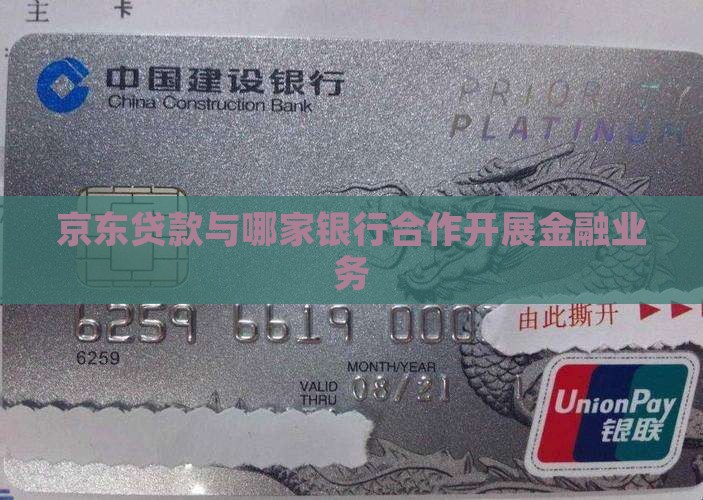 主 卡
中国建设银行
China Construction Bank
PRIORITY
PLATINUM
京东贷款与哪家银行合作开展金融业
务
6259 6619 000
由此撕开
6259
MONTH/YEAR
VALID
THRU
08/21
UnionPay
银联